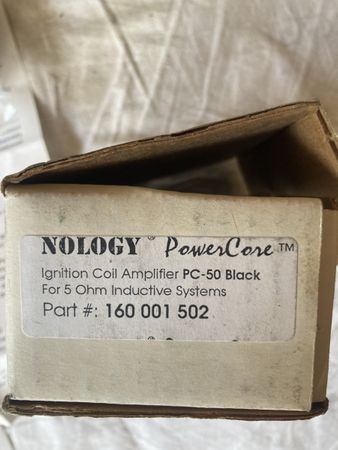 NOLOGY® PowerCore™
Ignition Coil Amplifier PC-50 Black
For 5 Ohm Inductive Systems
Part #: 160 001 502